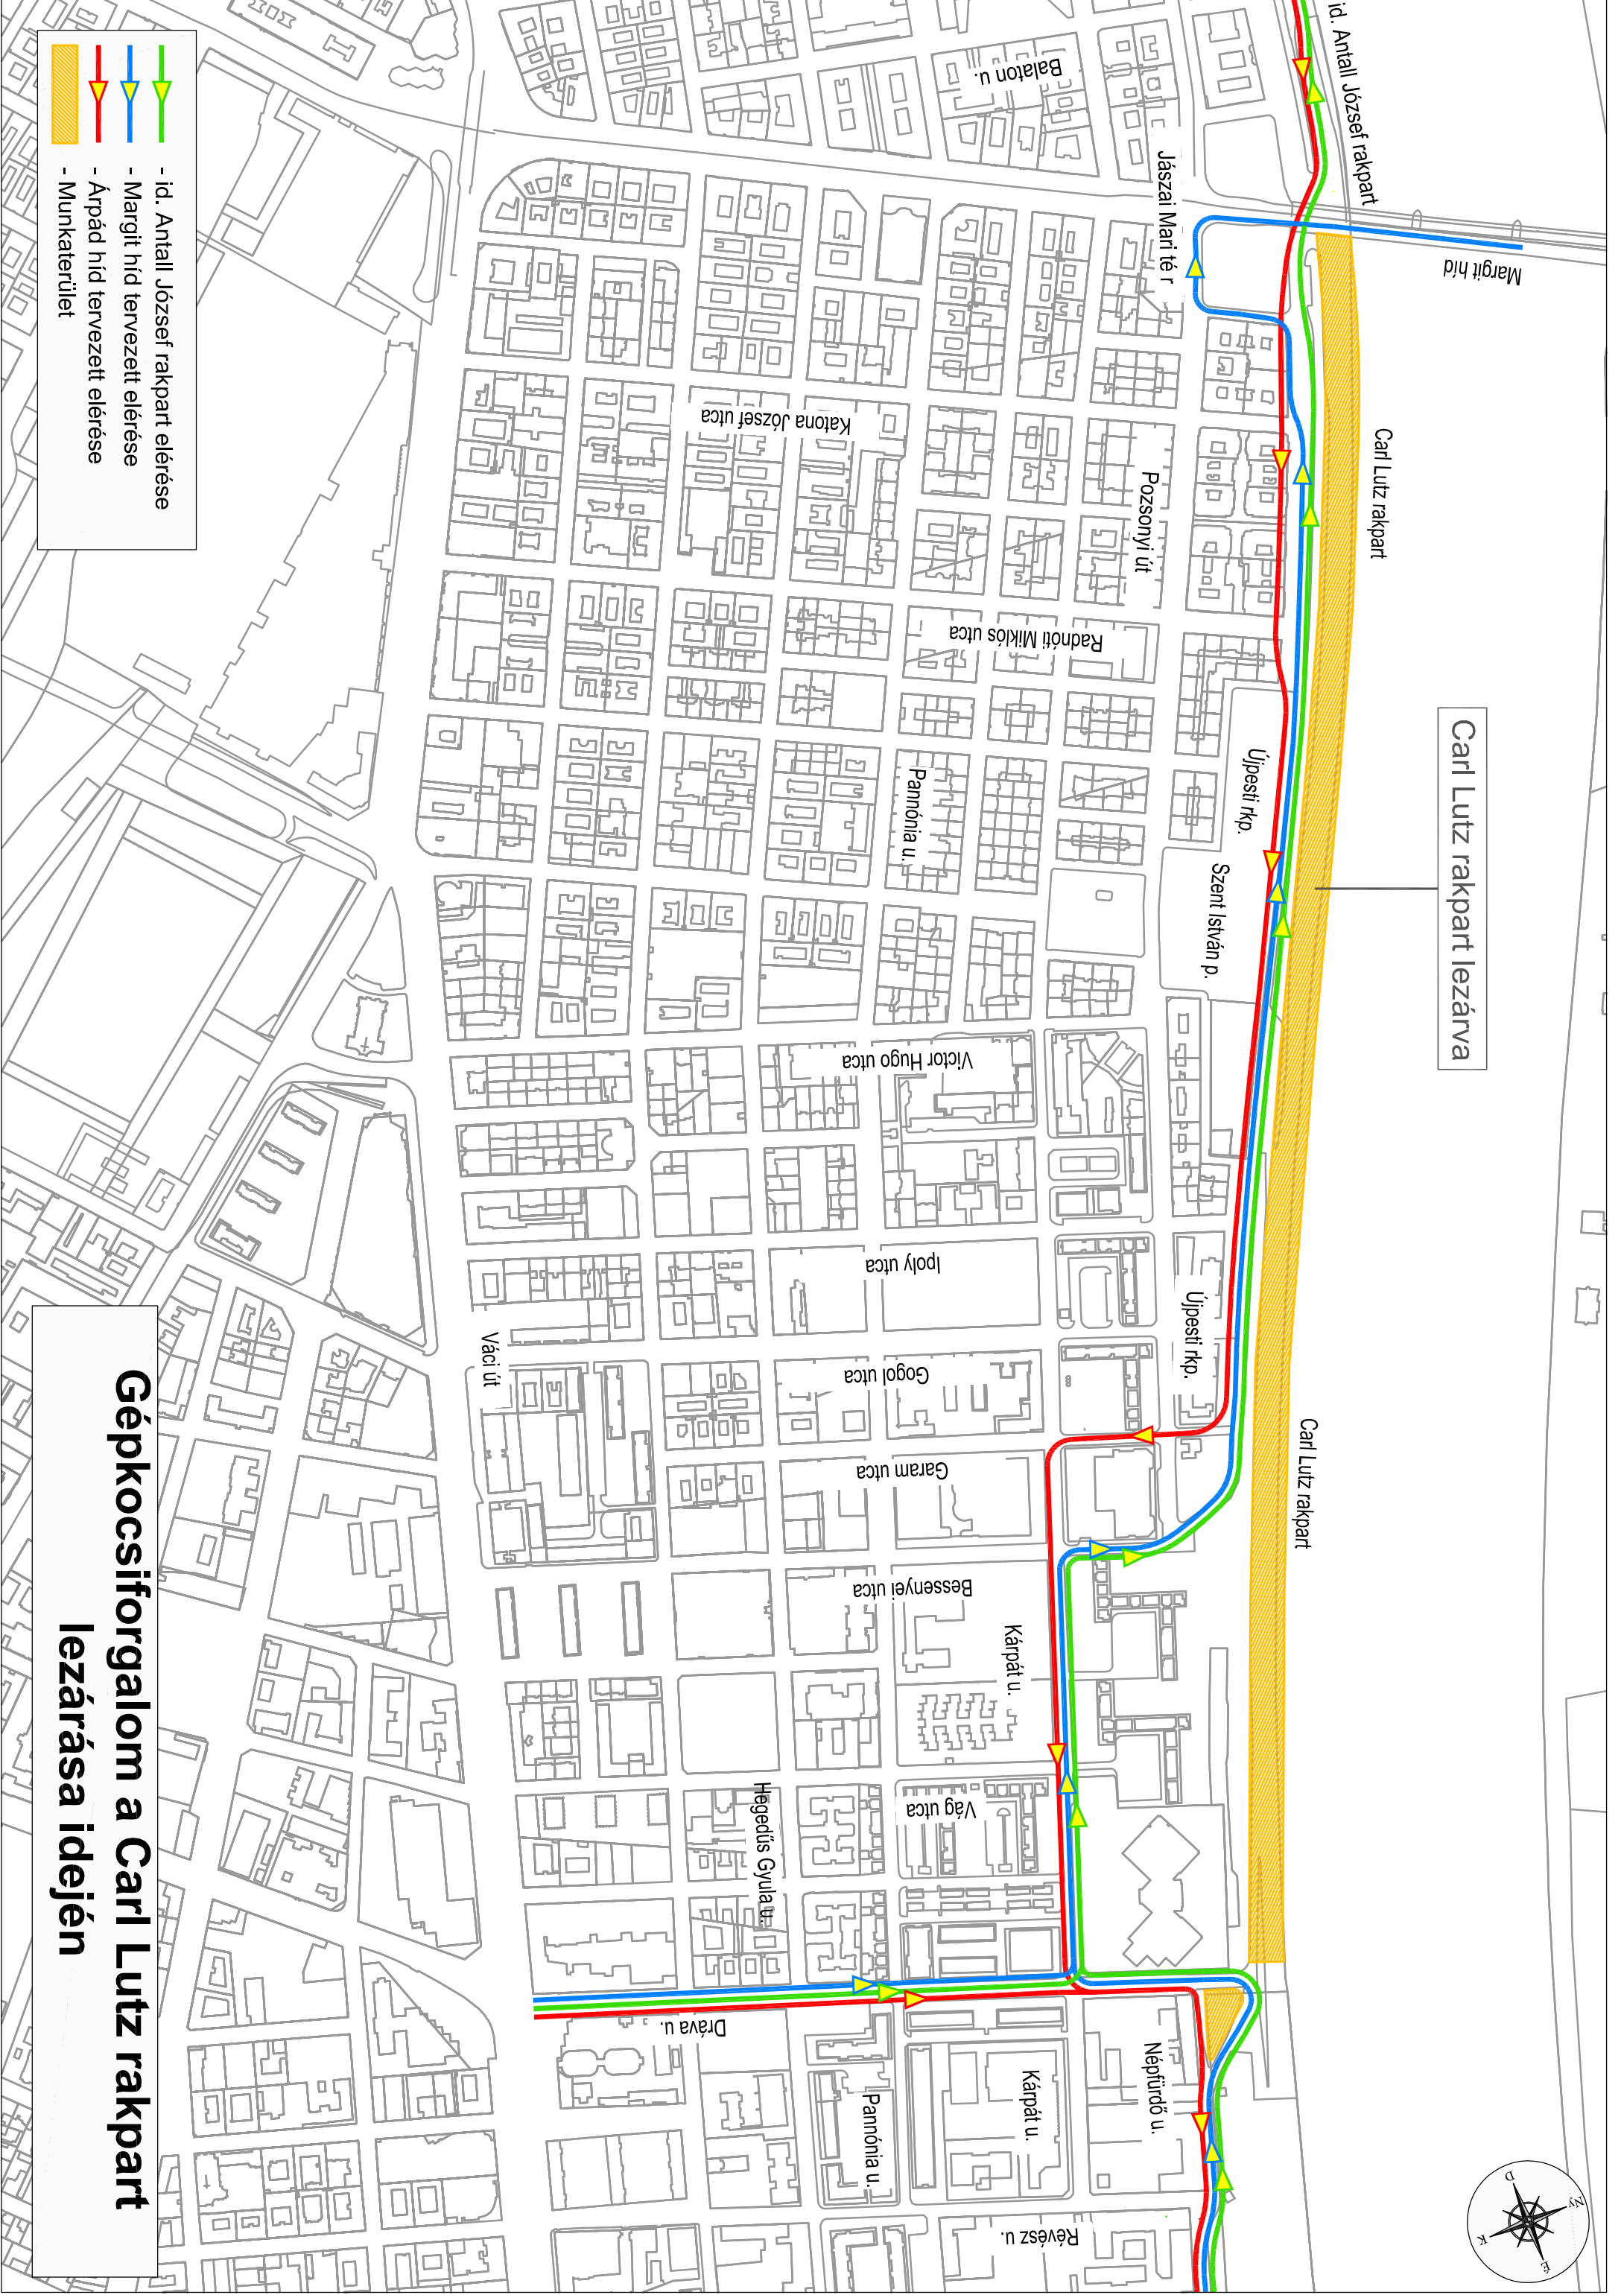 Carl Lutz rakpart lezárva
id. Antall József rakpart
Margit híd
Carl Lutz rakpart
Carl Lutz rakpart
Balaton u.
Jászai Mari té r
Katona József utca
Pozsonyi út
Radnóti Miklós utca
Újpesti rkp.
Pannónia u.
Szent István p.
Victor Hugo utca
Ipoly utca
Újpesti rkp.
Váci út
Gogol utca
Garam utca
Bessenyei utca
Kárpát u.
Vág utca
Hegedűs Gyula u.
Dráva u.
Népfürdő u.
Kárpát u.
Pannónia u.
Révész u.
- id. Antall József rakpart elérése
- Margit híd tervezett elérése
- Árpád híd tervezett elérése
- Munkaterület
Gépkocsiforgalom a Carl Lutz rakpart
lezárása idején
É
K
D
Ny